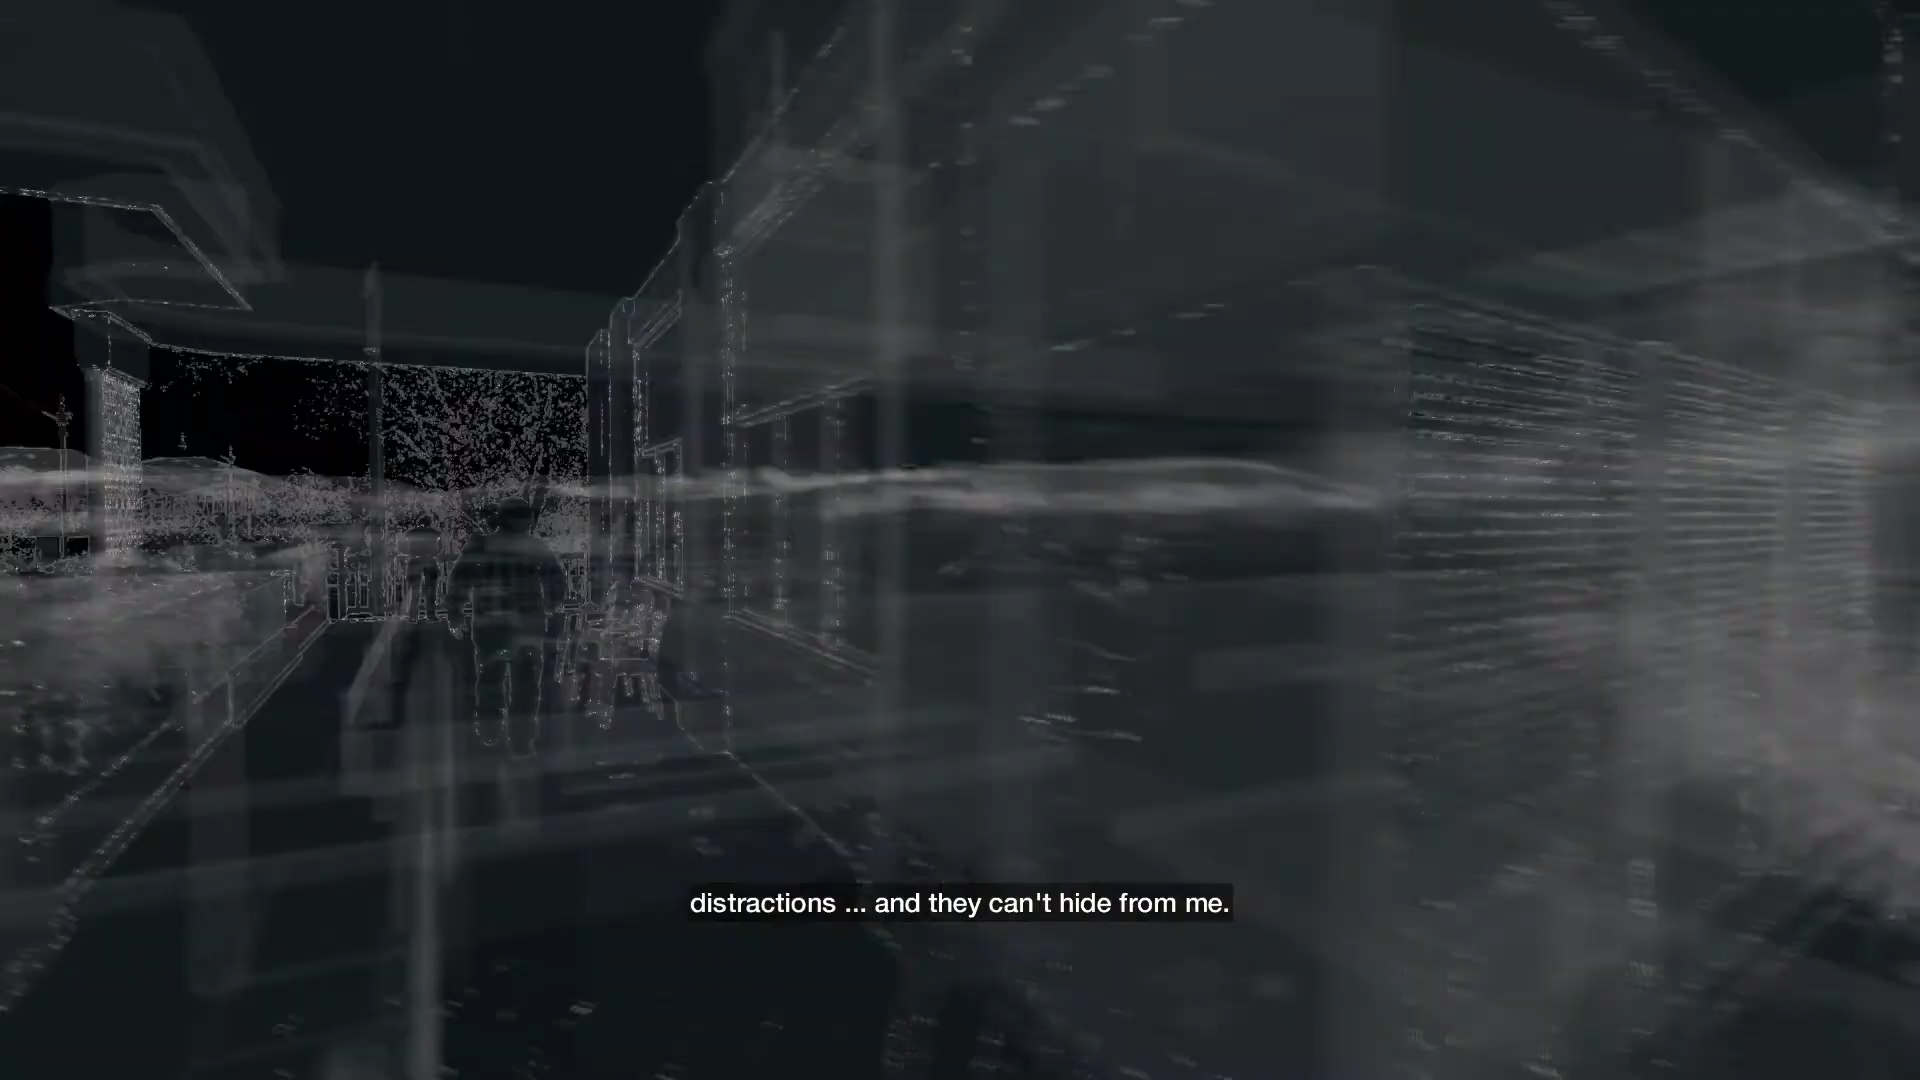 distractions ... and they can't hide from me.